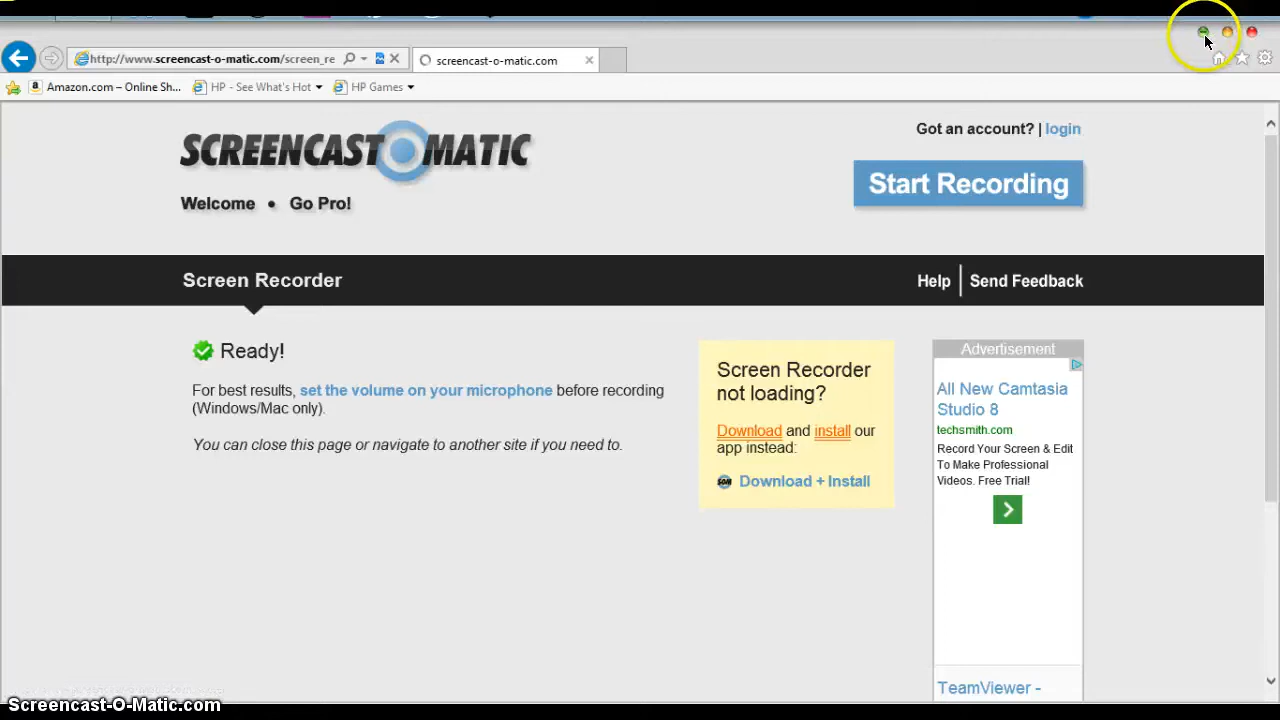 http://www.screencast-o-matic.com/screen_re
screencast-o-matic.com
Amazon.com – Online Sh...
HP - See What's Hot
HP Games
SCREENCAST O MATIC
Got an account? | login
Start Recording
Welcome • Go Pro!
Screen Recorder
Help
Send Feedback
Ready!
For best results, set the volume on your microphone before recording
(Windows/Mac only).
You can close this page or navigate to another site if you need to.
Screen Recorder
not loading?
Download and install our
app instead:
SOM
Download + Install
Advertisement
All New Camtasia
Studio 8
techsmith.com
Record Your Screen & Edit
To Make Professional
Videos. Free Trial!
TeamViewer -
Screencast-O-Matic.com